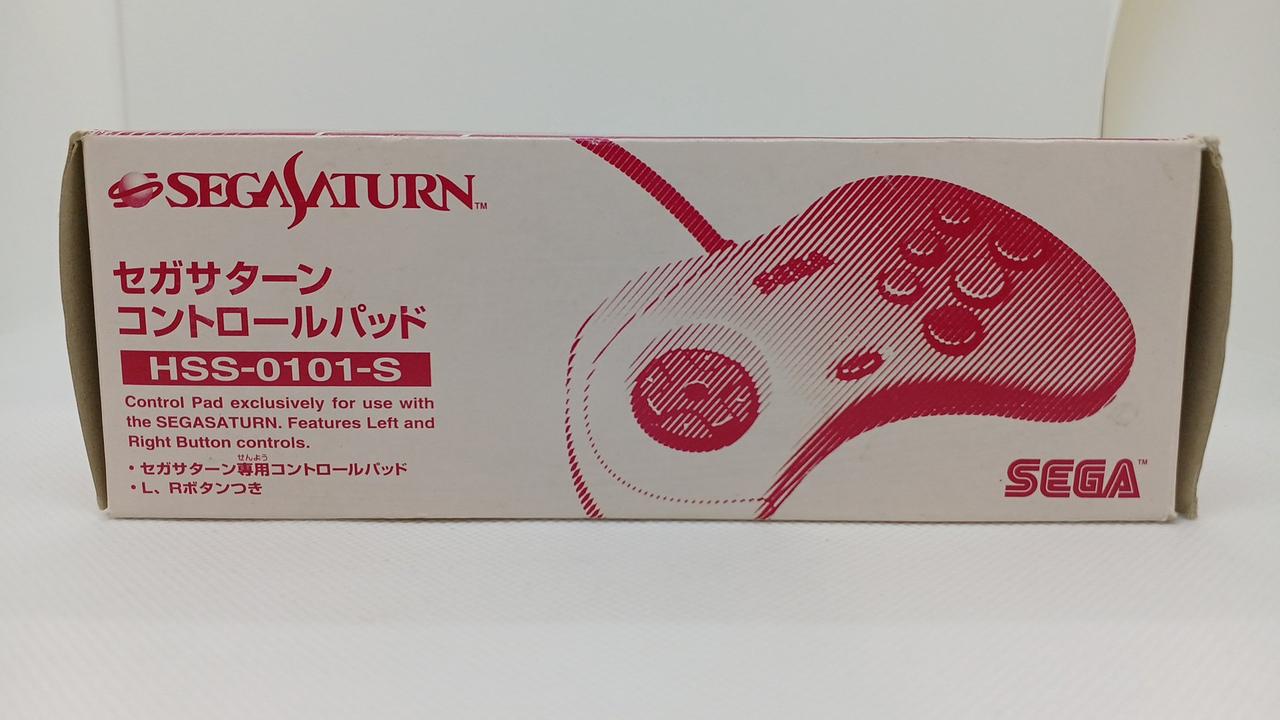 SEGASATURN™
セガサターン
コントロールパッド
HSS-0101-S
Control Pad exclusively for use with
the SEGASATURN. Features Left and
Right Button controls.
せんよう
・セガサターン専用コントロールパッド
・L、Rボタンつき
SEGA
SEGA™